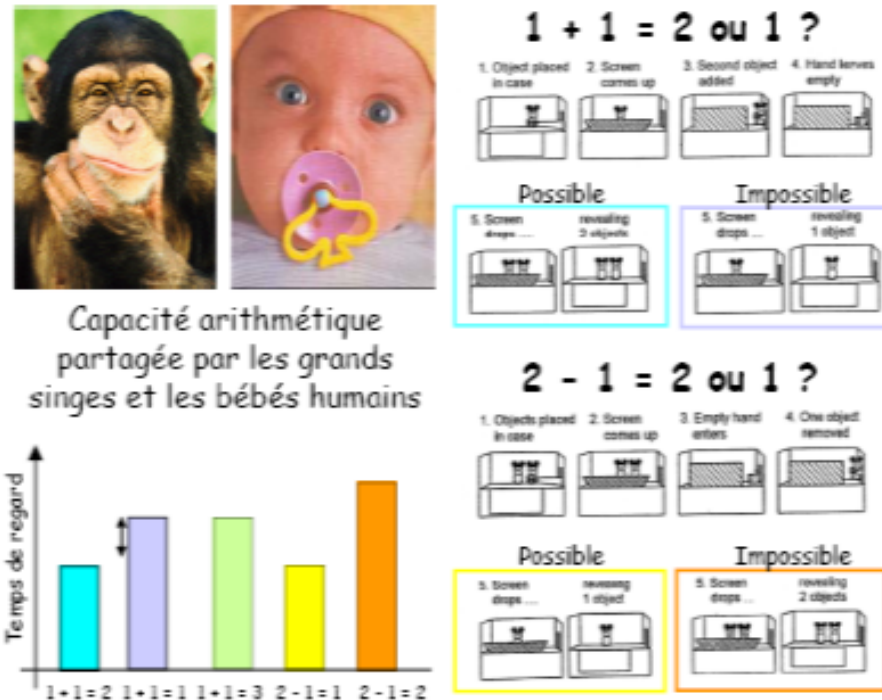 1 + 1 = 2 ou 1 ?
1. Object placed in case
2. Screen comes up
3. Second object added
4. Hand leaves empty
Possible
5. Screen drops ....
revealing 2 objects
Impossible
5. Screen drops ...
revealing 1 object
Capacité arithmétique
partagée par les grands
singes et les bébés humains
2 - 1 = 2 ou 1 ?
1. Objects placed in case
2. Screen comes up
3. Empty hand enters
4. One object removed
Possible
5. Screen drops ....
revealing 1 object
Impossible
5. Screen drops ...
revealing 2 objects
Temps de regard
1 + 1 = 2
1 + 1 = 1
1 + 1 = 3
2 - 1 = 1
2 - 1 = 2